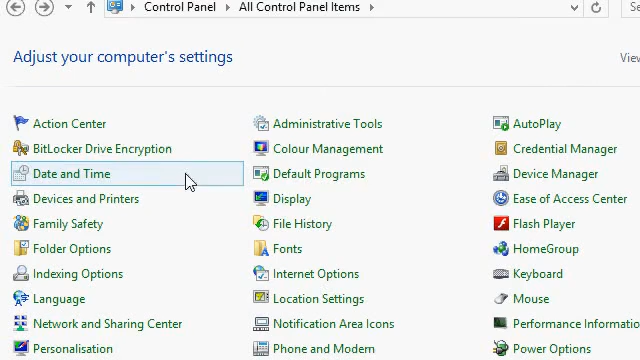 Control Panel All Control Panel Items Se
Adjust your computer's settings View
Action Center Administrative Tools AutoPlay
BitLocker Drive Encryption Colour Management Credential Manager
Date and Time Default Programs Device Manager
Devices and Printers Display Ease of Access Center
Family Safety File History Flash Player
Folder Options Fonts HomeGroup
Indexing Options Internet Options Keyboard
Language Location Settings Mouse
Network and Sharing Center Notification Area Icons Performance Informa
Personalisation Phone and Modem Power Options